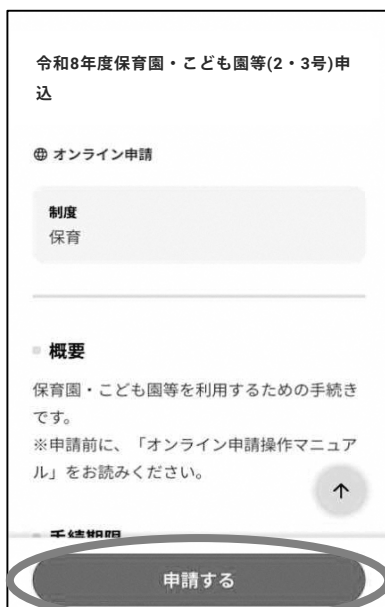 令和8年度保育園・こども園等(2・3号)申
込
オンライン申請
制度
保育
概要
保育園・こども園等を利用するための手続き
です。
※申請前に、「オンライン申請操作マニュア
ル」をお読みください。
手続期限
申請する